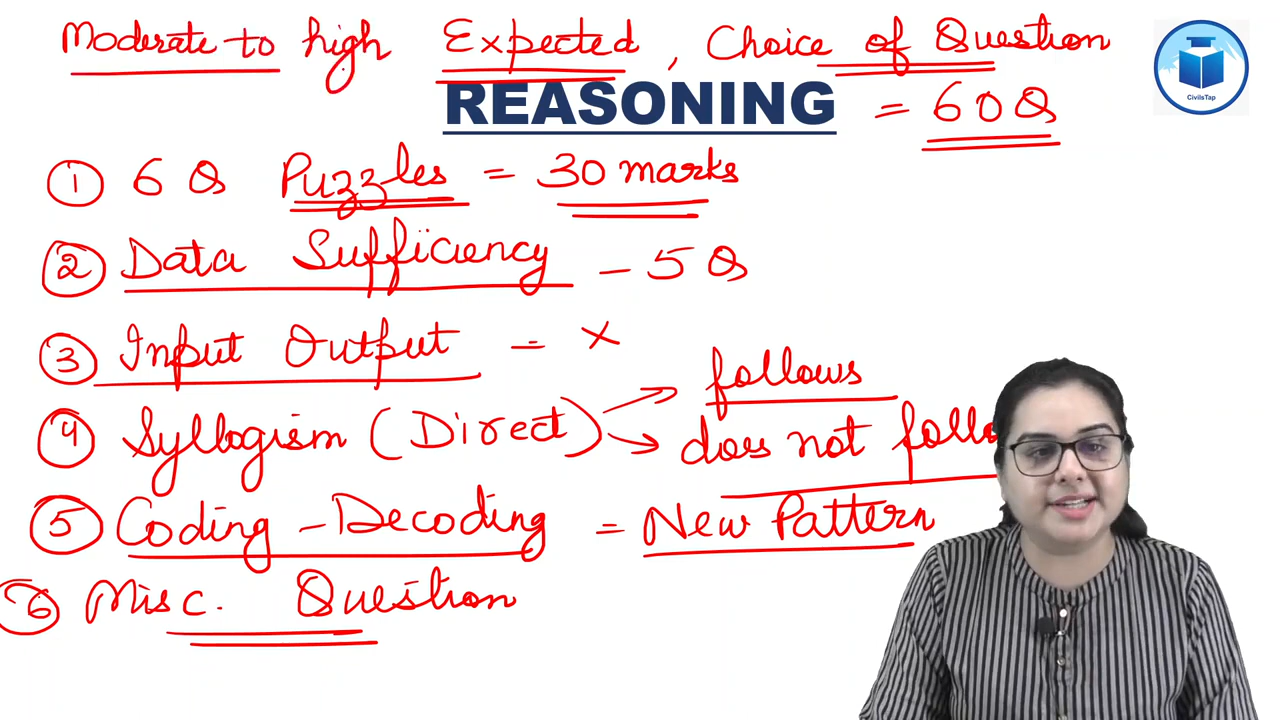 Moderate to high Expected, Choice of Question
CivilsTap
REASONING = 60Q
① 6 Q Puzzles = 30 marks
② Data Sufficiency - 5 Q
③ Input Output = ×
④ Syllogism (Direct) → follows
→ does not follo
⑤ Coding - Decoding = New Pattern
⑥ Misc. Question